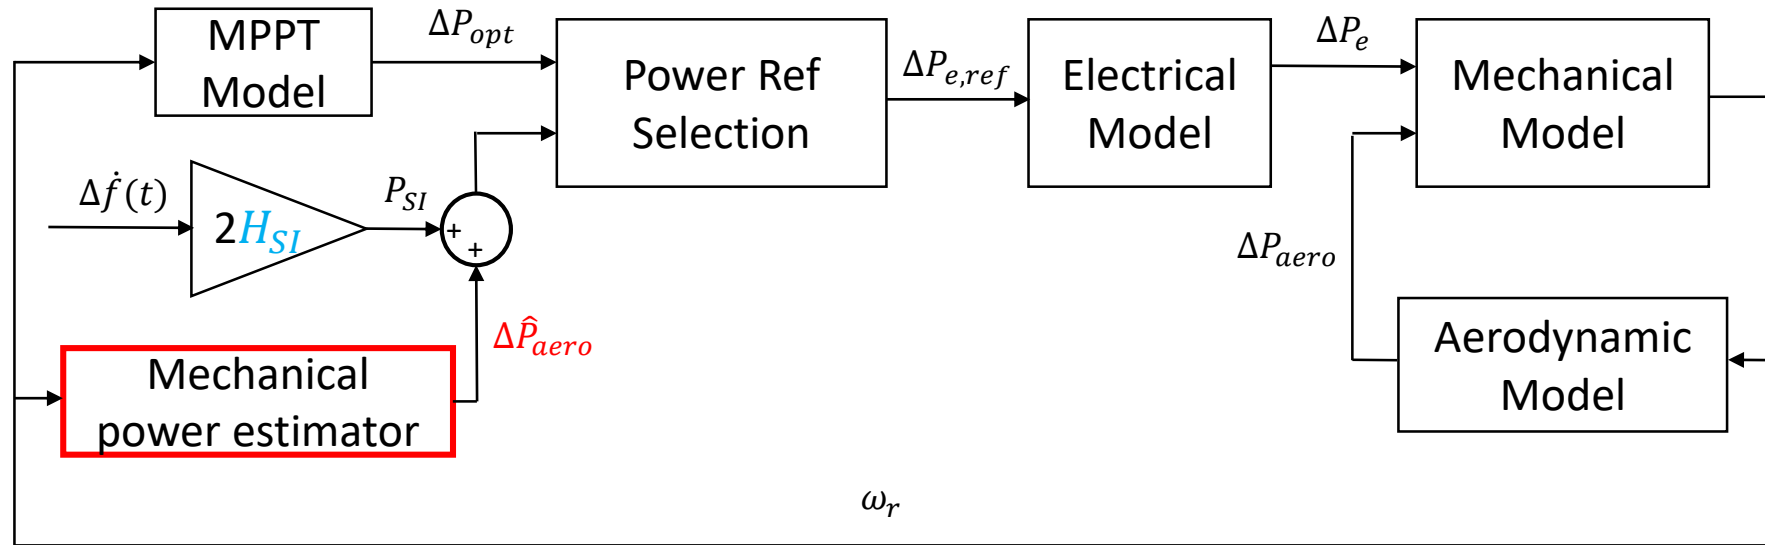 MPPT
Model
ΔP_opt
Power Ref
Selection
ΔP_e,ref
Electrical
Model
ΔP_e
Mechanical
Model
Δḟ(t)
2H_SI
P_SI
+
+
ΔP_aero
ΔP̂_aero
Mechanical
power estimator
Aerodynamic
Model
ω_r